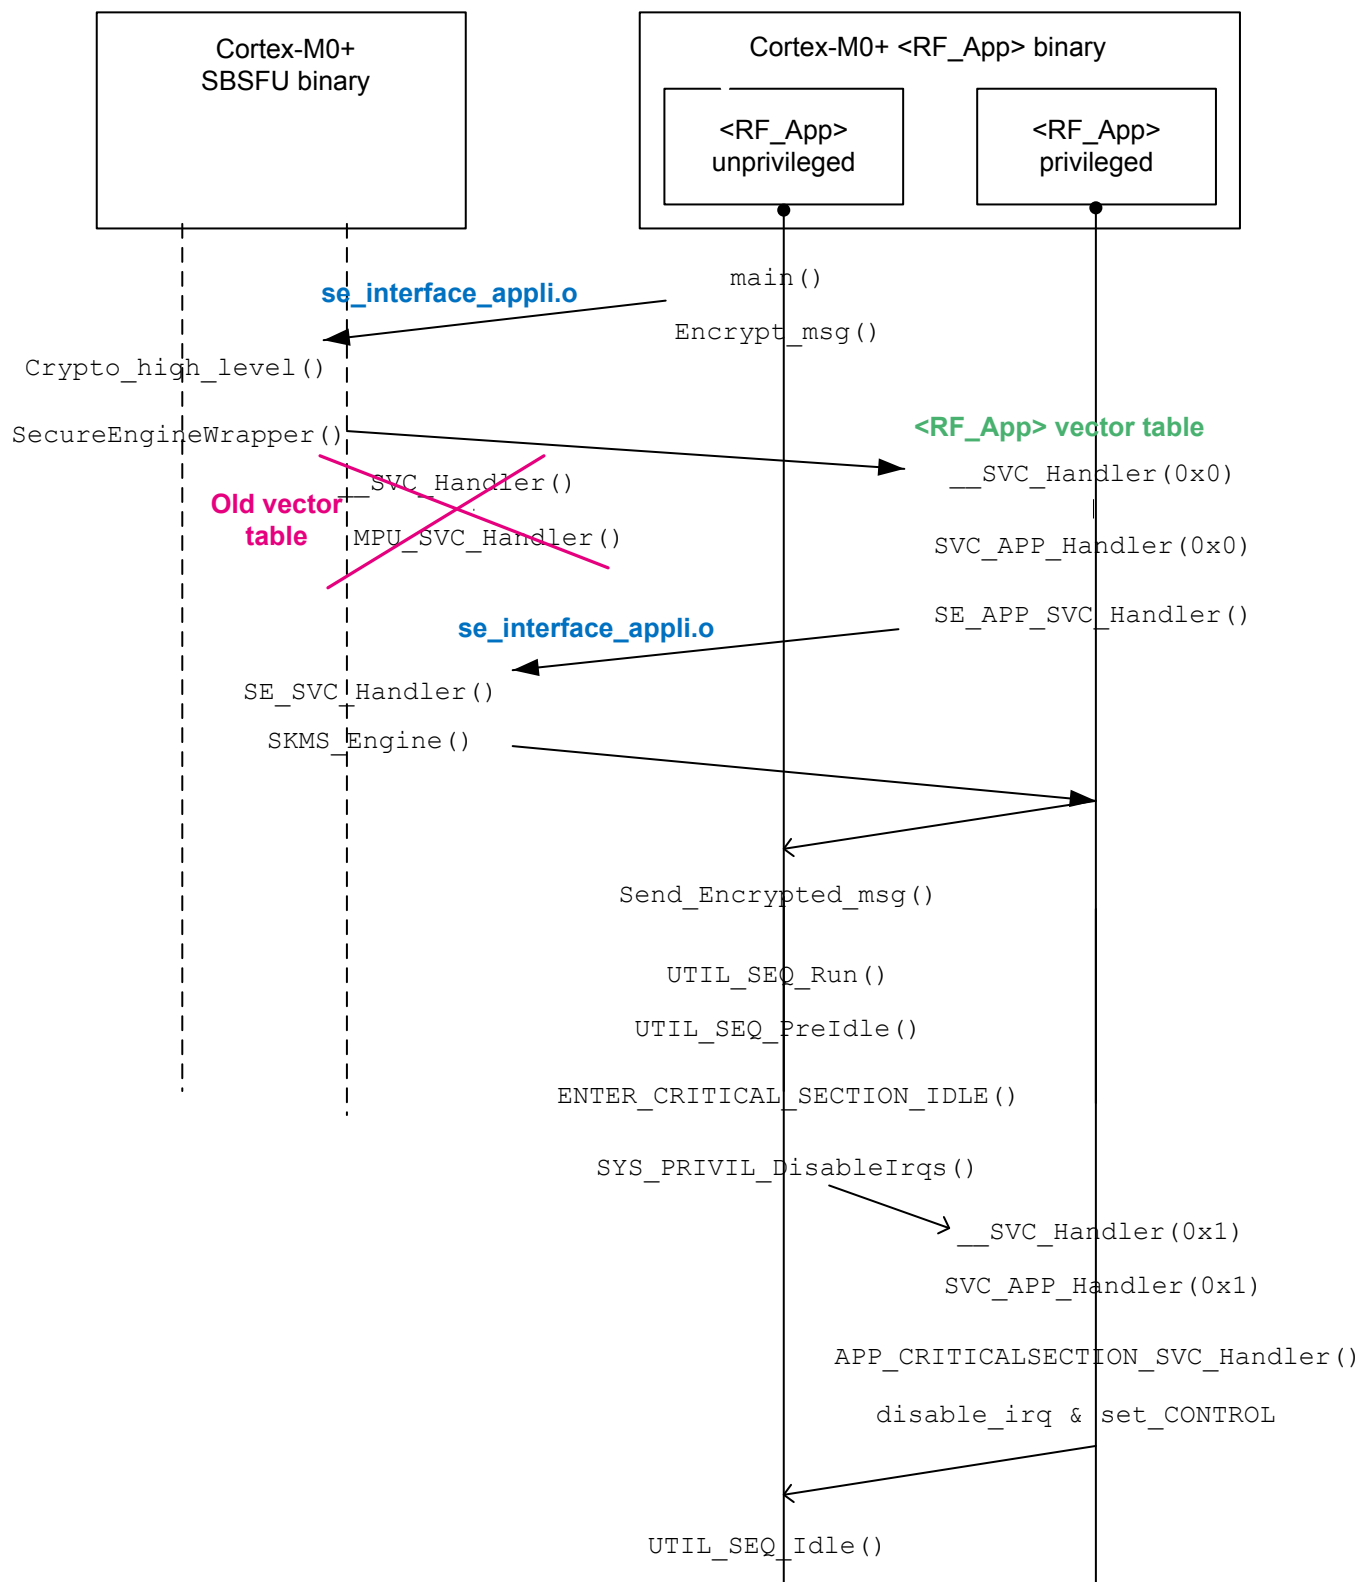 Cortex-M0+
SBSFU binary
Cortex-M0+ <RF_App> binary
<RF_App>
unprivileged
<RF_App>
privileged
main()
se_interface_appli.o
Encrypt_msg()
Crypto_high_level()
<RF_App> vector table
SecureEngineWrapper()
__SVC_Handler(0x0)
__SVC_Handler()
Old vector
table
MPU_SVC_Handler()
SVC_APP_Handler(0x0)
SE_APP_SVC_Handler()
se_interface_appli.o
SE_SVC_Handler()
SKMS_Engine()
Send_Encrypted_msg()
UTIL_SEQ_Run()
UTIL_SEQ_PreIdle()
ENTER_CRITICAL_SECTION_IDLE()
SYS_PRIVIL_DisableIrqs()
__SVC_Handler(0x1)
SVC_APP_Handler(0x1)
APP_CRITICALSECTION_SVC_Handler()
disable_irq & set_CONTROL
UTIL_SEQ_Idle()